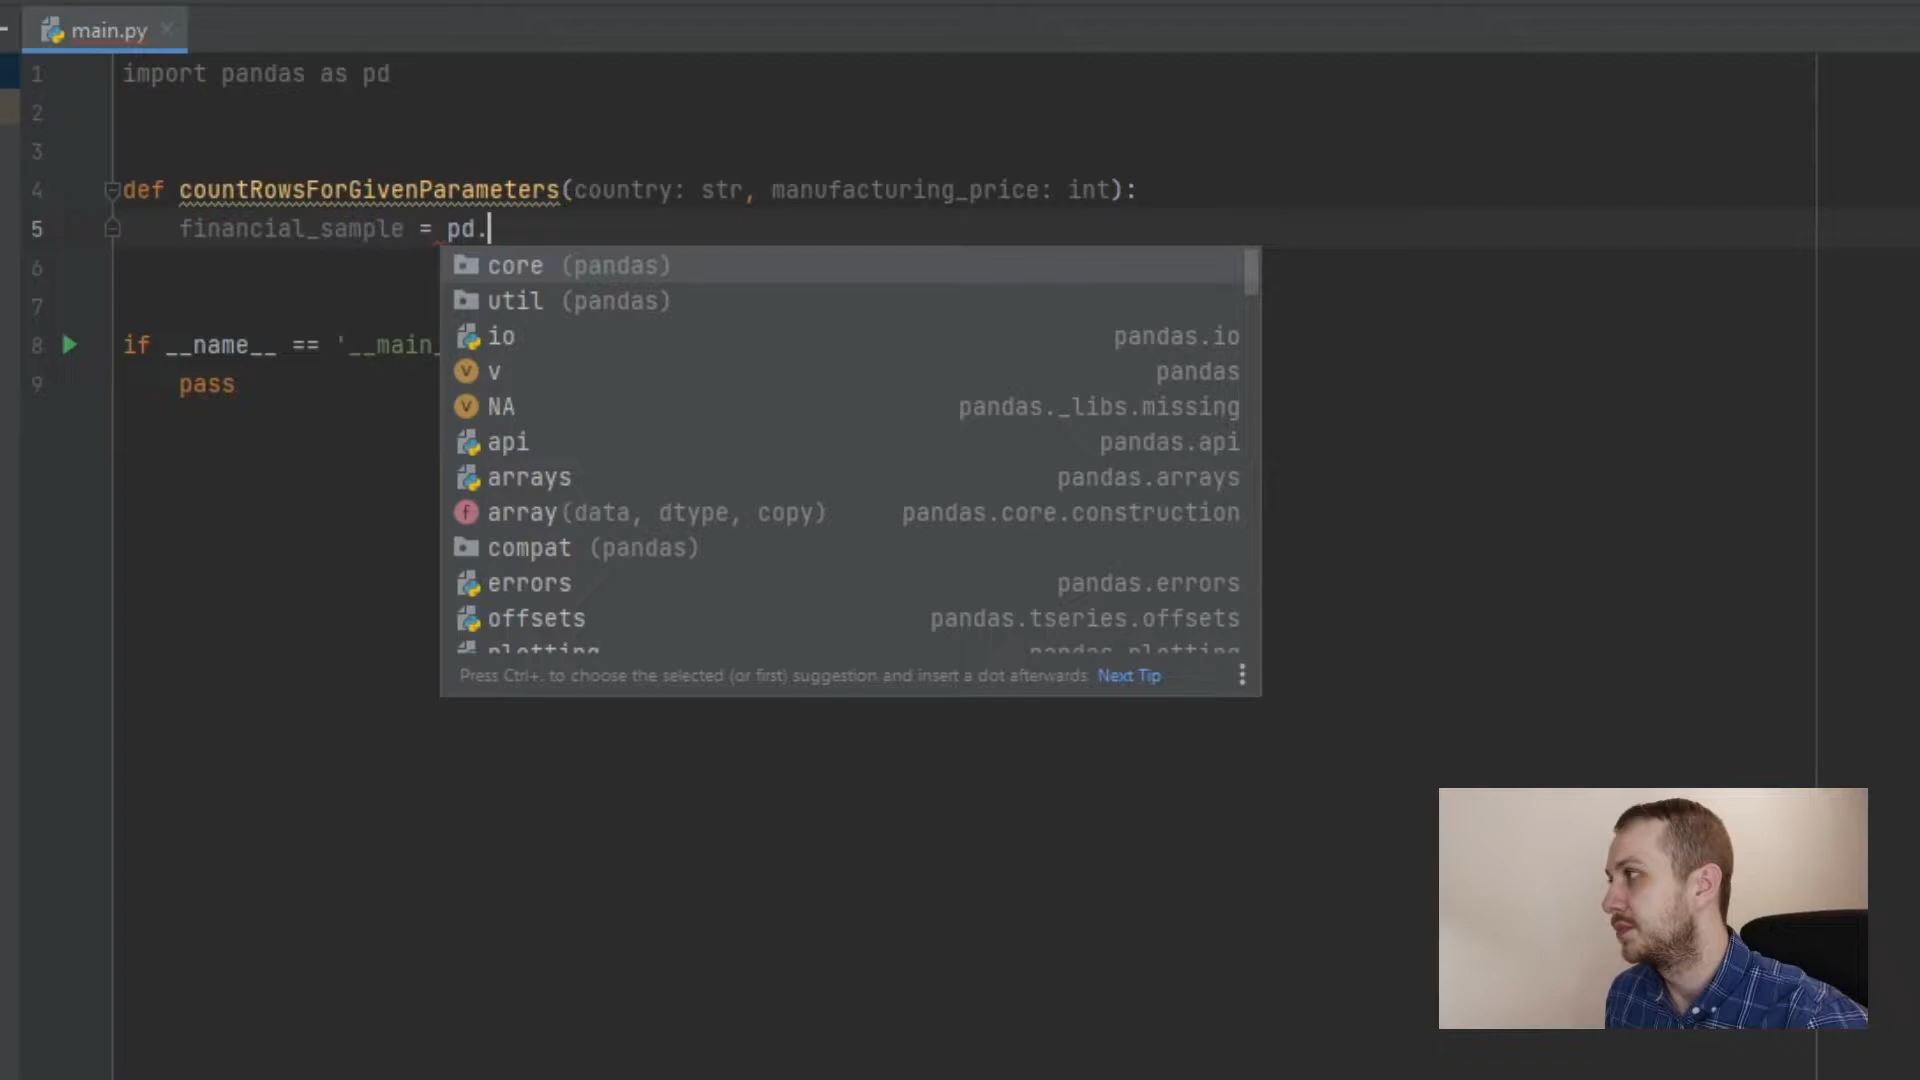 main.py
1 import pandas as pd
2
3
4 def countRowsForGivenParameters(country: str, manufacturing_price: int):
5 financial_sample = pd.
6
7
8 if __name__ == '__main_
9 pass
core (pandas)
util (pandas)
io pandas.io
v pandas
NA pandas._libs.missing
api pandas.api
arrays pandas.arrays
array(data, dtype, copy) pandas.core.construction
compat (pandas)
errors pandas.errors
offsets pandas.tseries.offsets
plotting pandas.plotting
Press Ctrl+. to choose the selected (or first) suggestion and insert a dot afterwards Next Tip